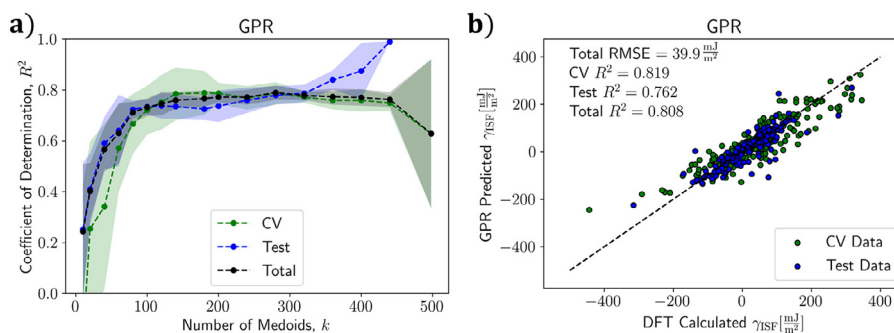 a)
GPR
Coefficient of Determination, R²
1.0
0.8
0.6
0.4
0.2
0.0
CV
Test
Total
0 100 200 300 400 500
Number of Medoids, k
b)
GPR
Total RMSE = 39.9 mJ/m²
CV R² = 0.819
Test R² = 0.762
Total R² = 0.808
GPR Predicted γISF[mJ/m²]
400
200
0
−200
−400
CV Data
Test Data
−400 −200 0 200 400
DFT Calculated γISF[mJ/m²]